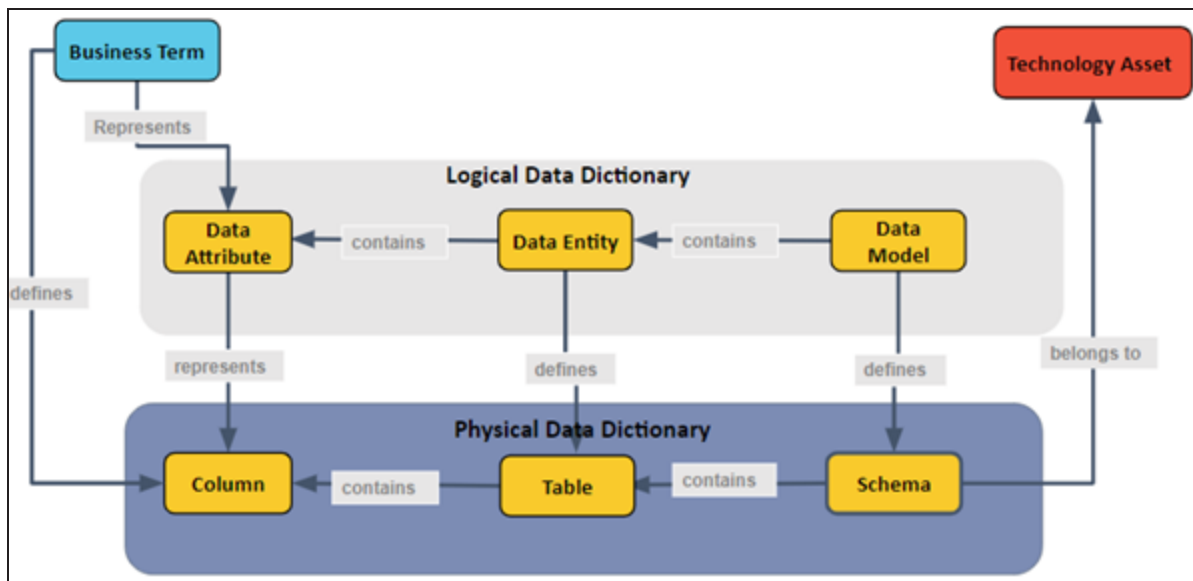 Business Term
Technology Asset
Represents
Logical Data Dictionary
Data
Attribute
contains
Data Entity
contains
Data
Model
defines
represents
defines
defines
belongs to
Physical Data Dictionary
Column
contains
Table
contains
Schema